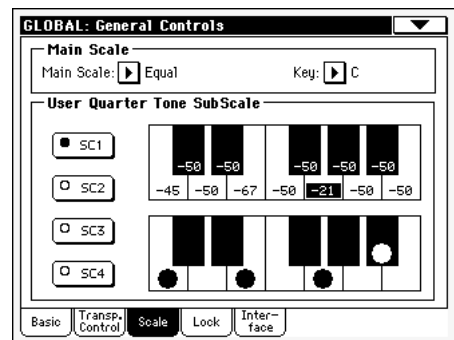 GLOBAL: General Controls
Main Scale
Main Scale: Equal Key: C
User Quarter Tone SubScale
SC1
-50 -50 -50 -50 -50
SC2
-45 -50 -67 -50 -21 -50 -50
SC3
SC4
Basic Transp. Control Scale Lock Inter-face